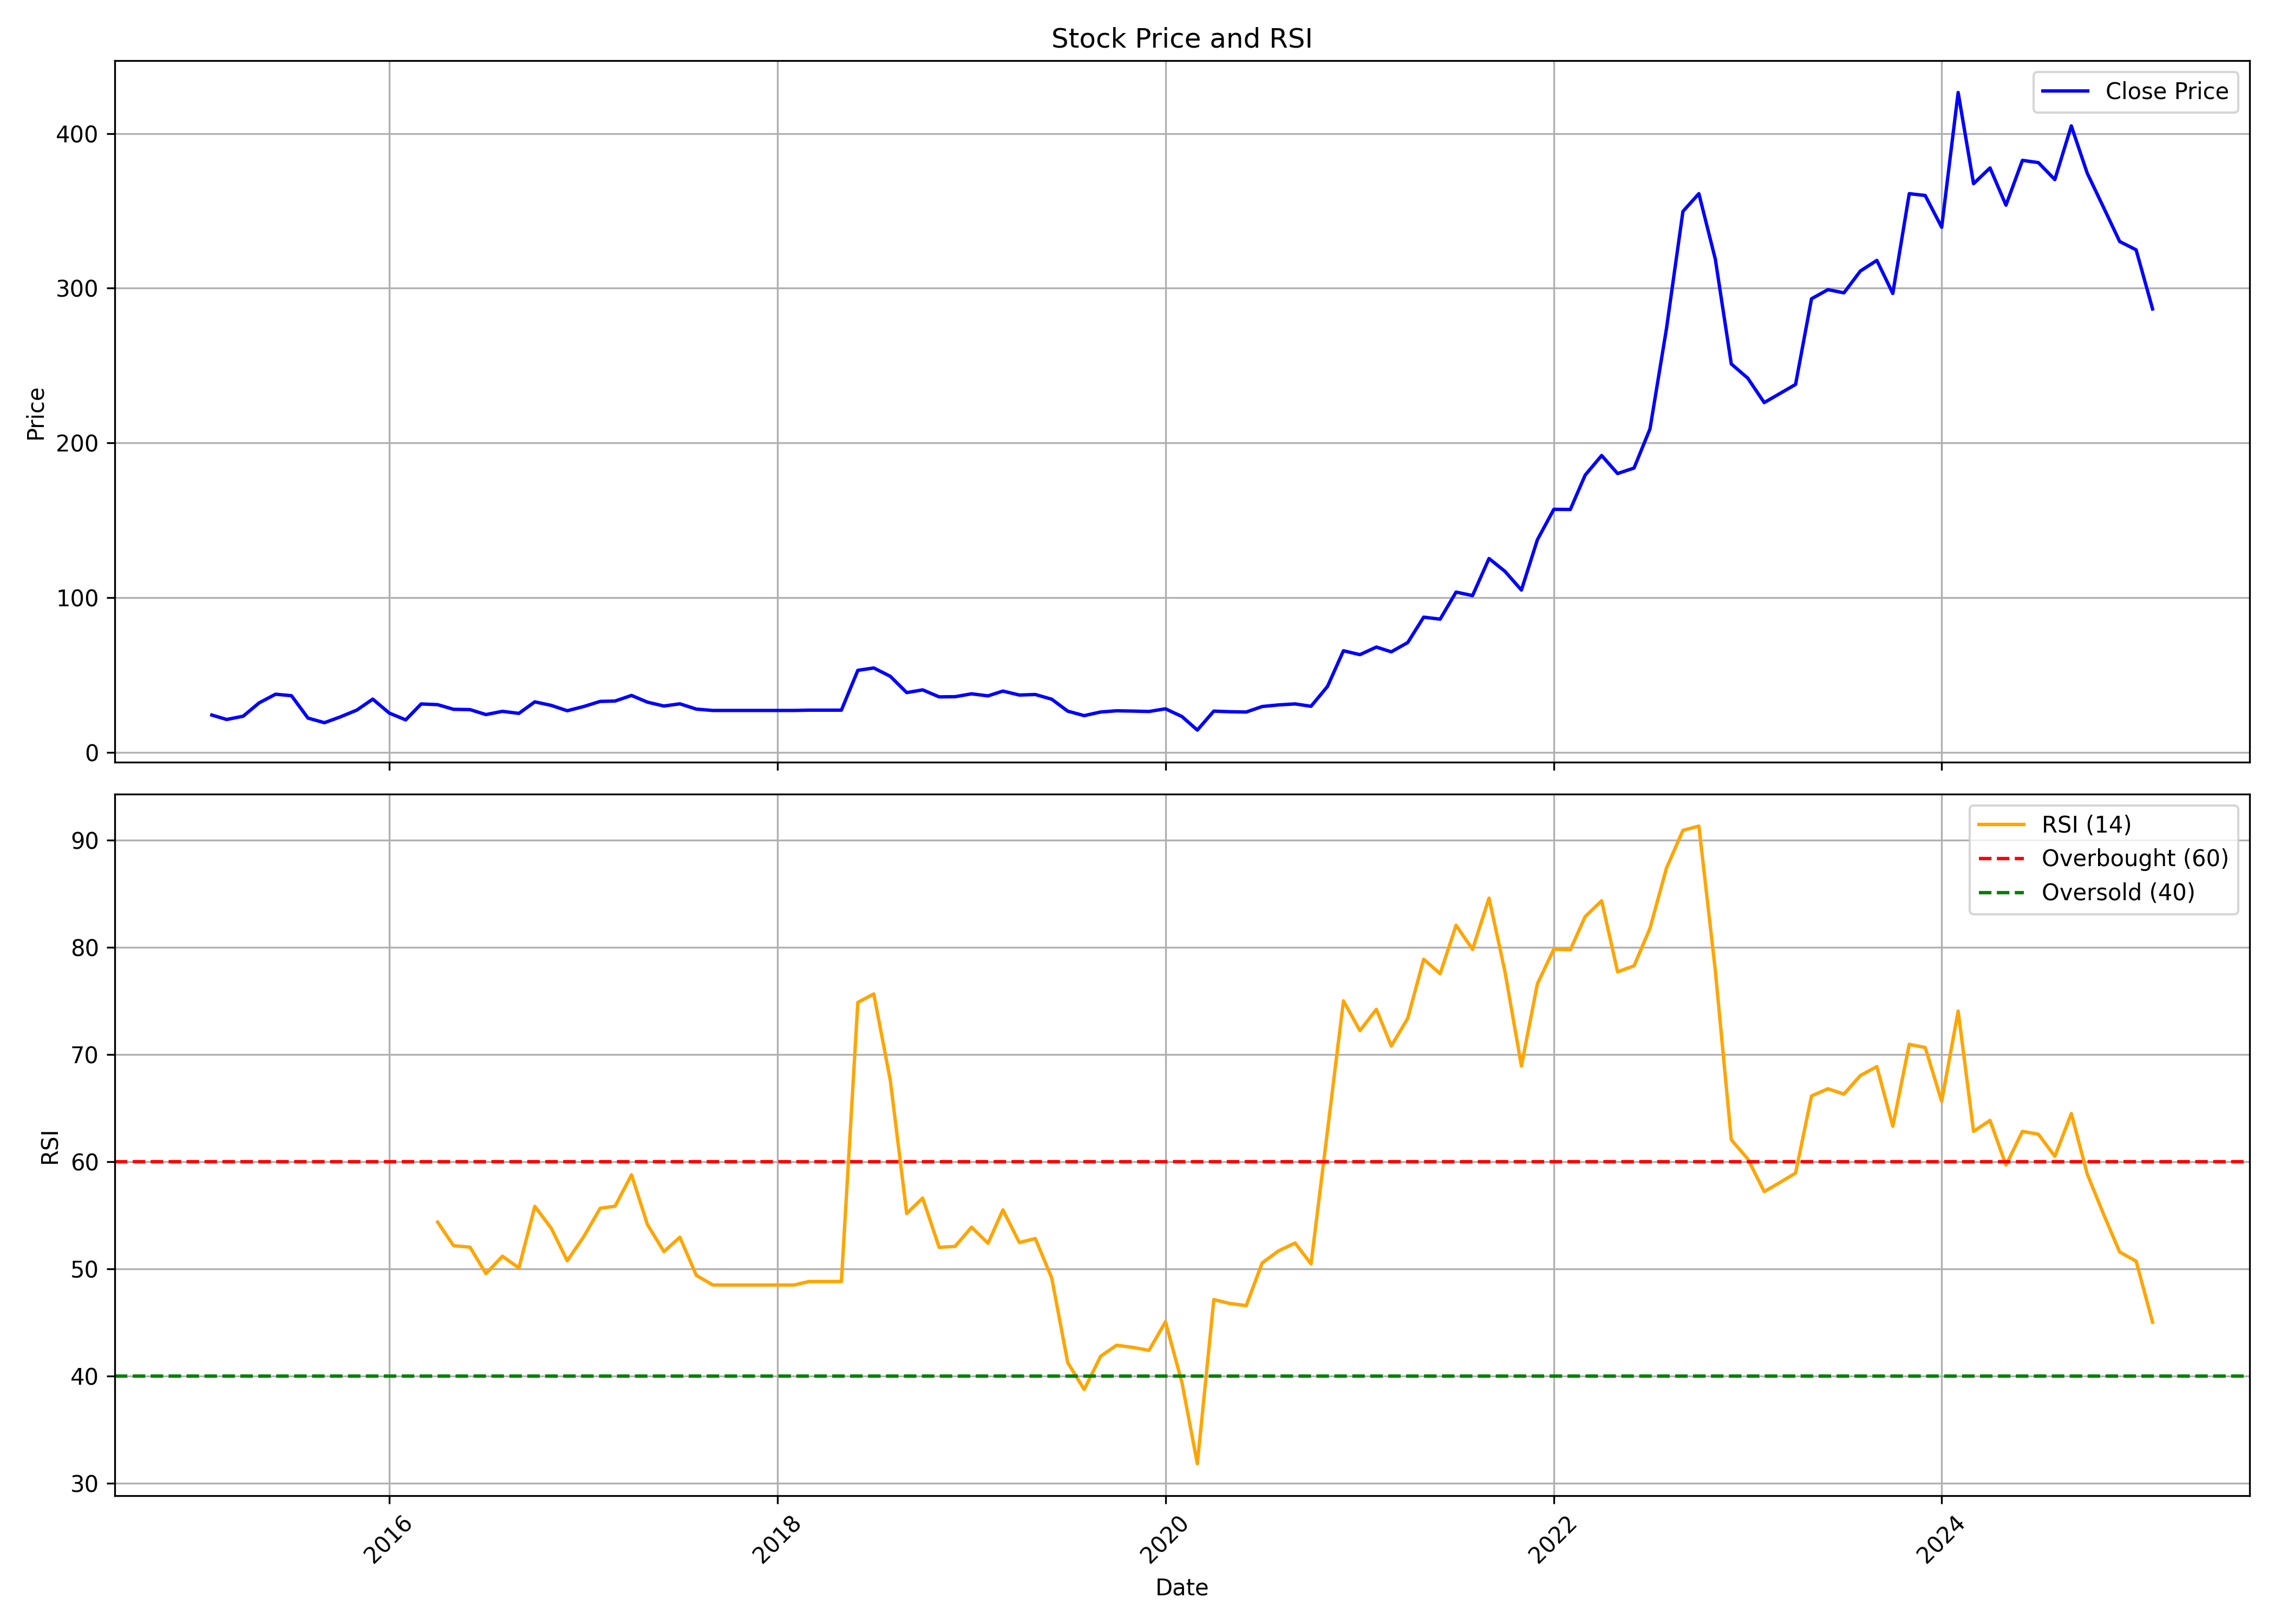 Stock Price and RSI
Close Price
400
300
200
100
0
Price
RSI (14)
Overbought (60)
Oversold (40)
90
80
70
60
50
40
30
RSI
2016
2018
2020
2022
2024
Date